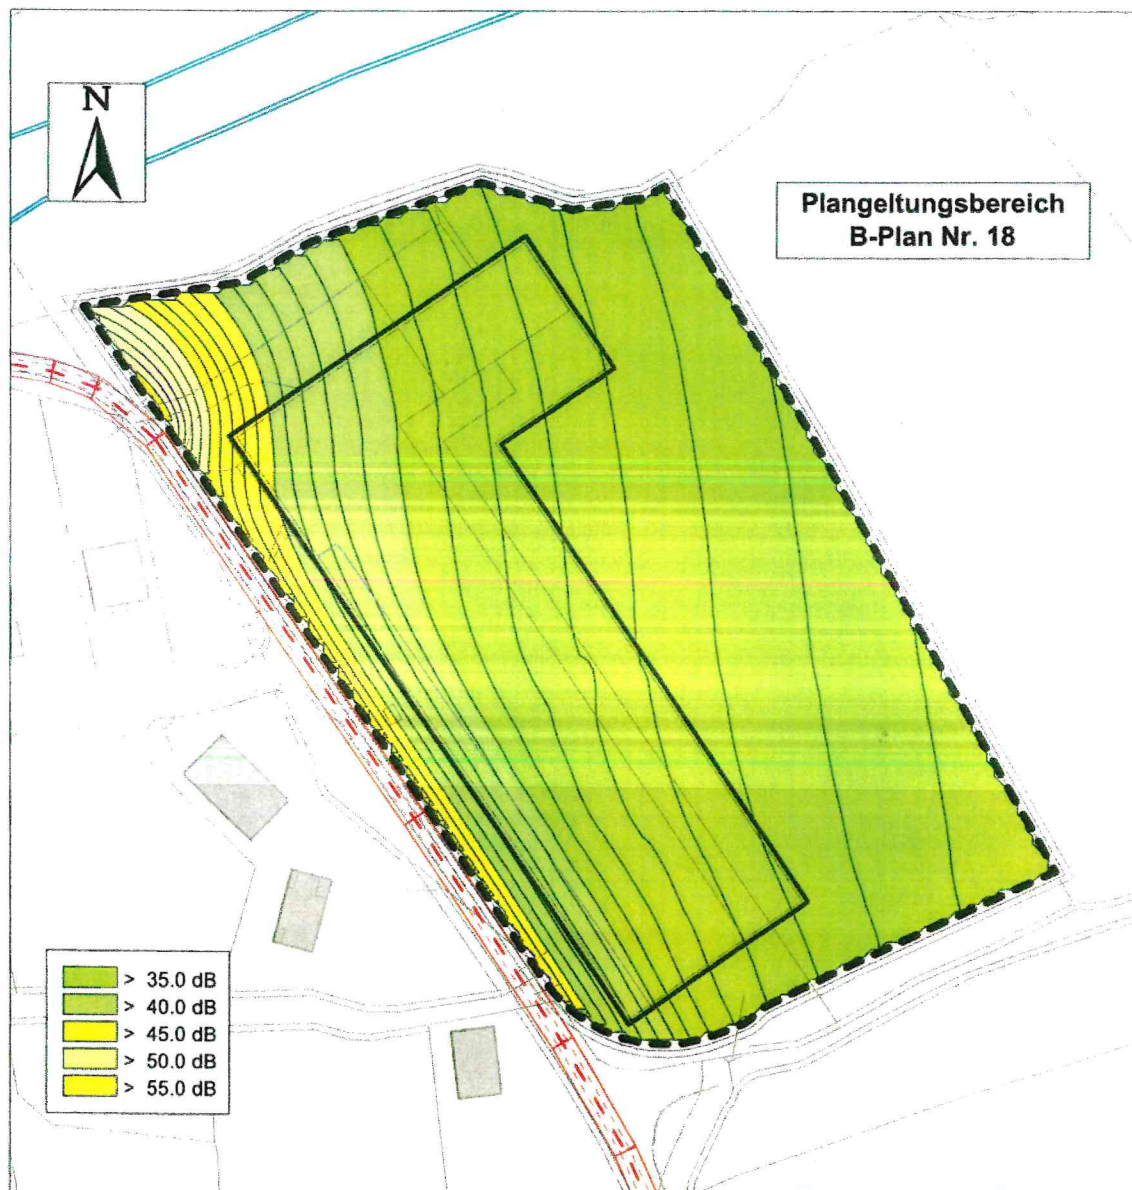 N
Plangeltungsbereich
B-Plan Nr. 18
> 35.0 dB
> 40.0 dB
> 45.0 dB
> 50.0 dB
> 55.0 dB